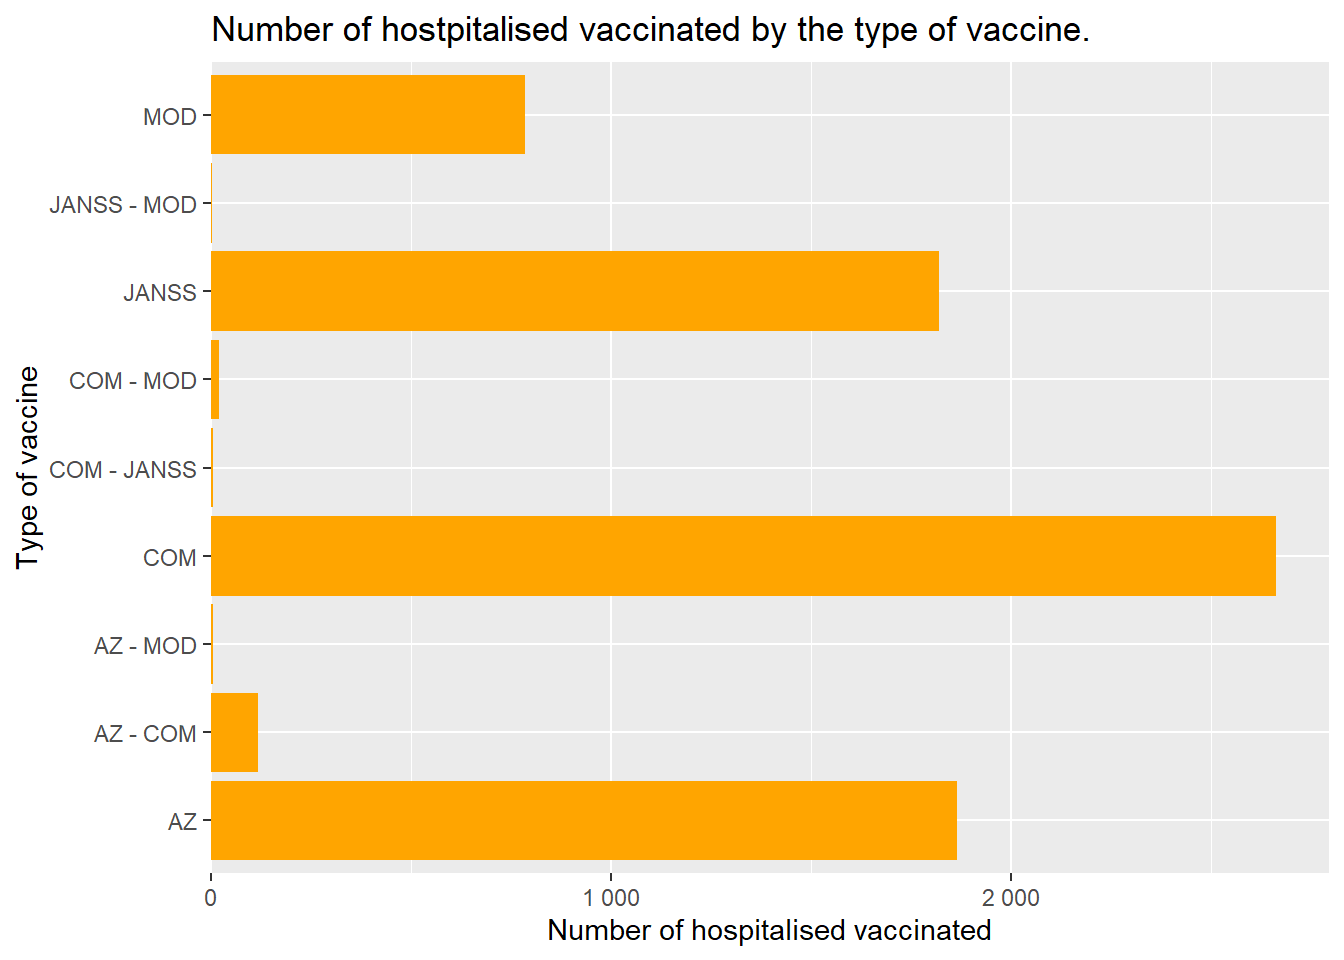 Number of hostpitalised vaccinated by the type of vaccine.
Type of vaccine
MOD
JANSS - MOD
JANSS
COM - MOD
COM - JANSS
COM
AZ - MOD
AZ - COM
AZ
0
1 000
2 000
Number of hospitalised vaccinated